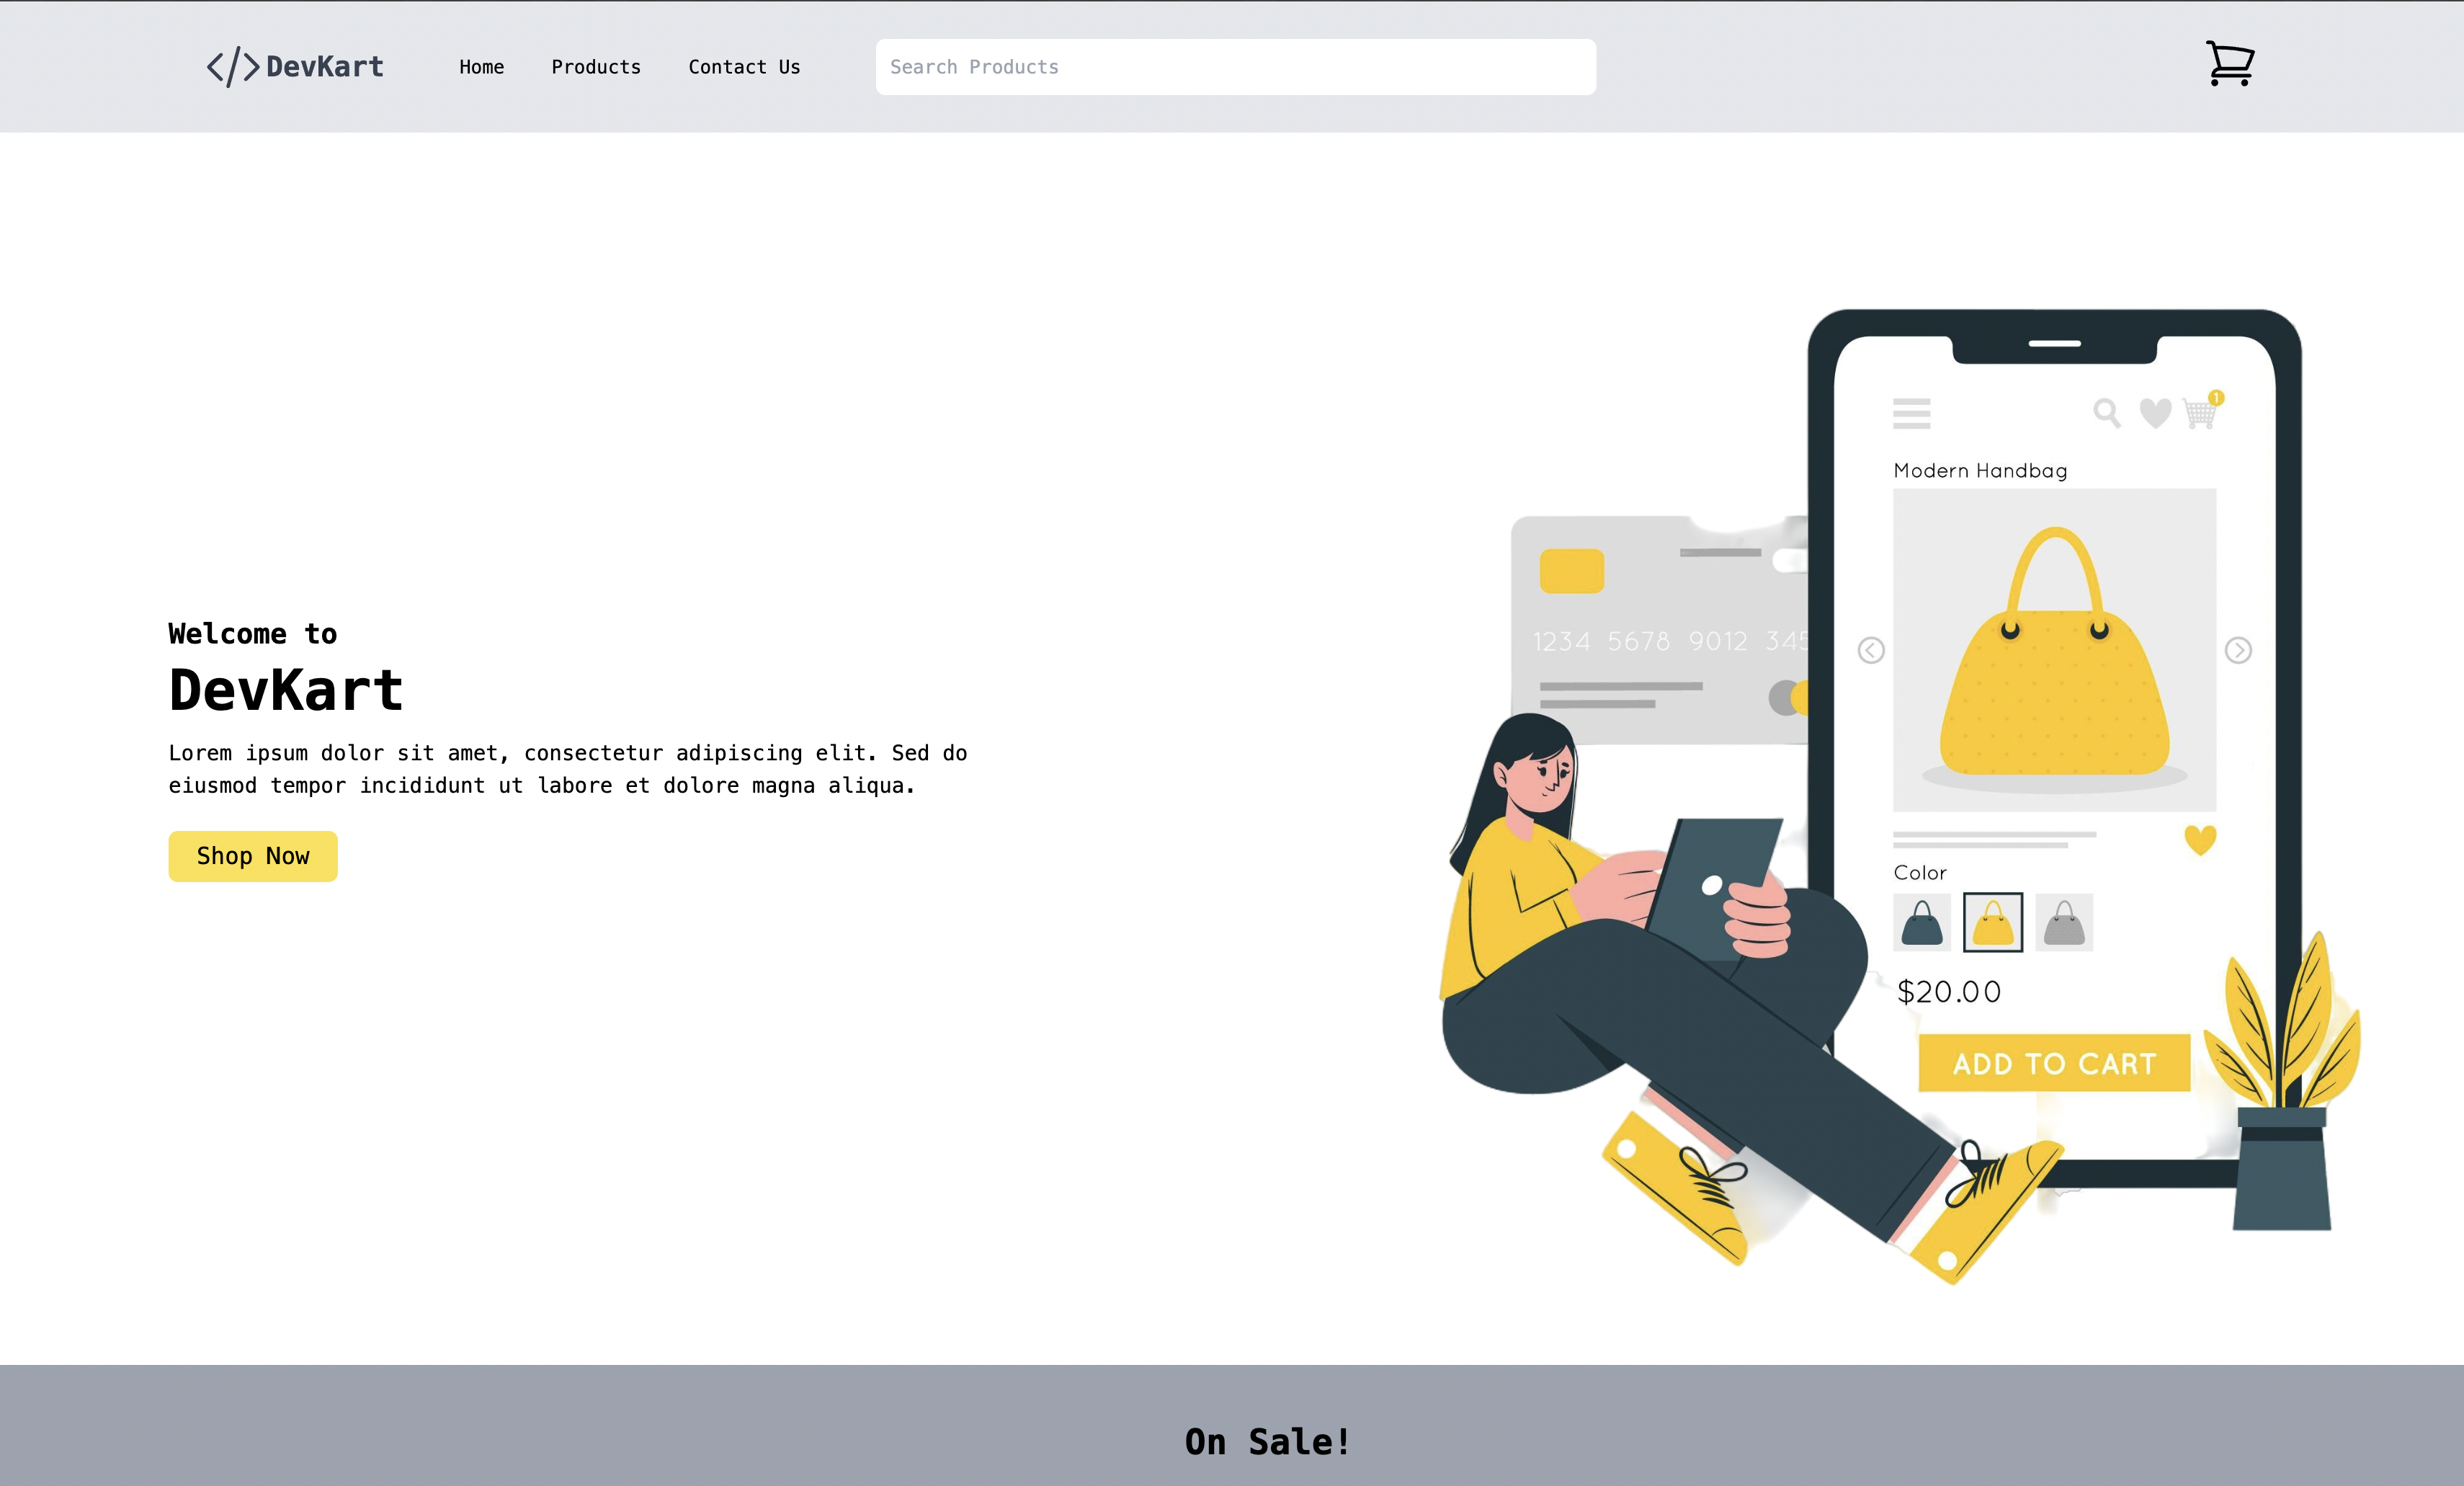 </>DevKart
Home
Products
Contact Us
Search Products
Welcome to
DevKart
Lorem ipsum dolor sit amet, consectetur adipiscing elit. Sed do
eiusmod tempor incididunt ut labore et dolore magna aliqua.
Shop Now
1234 5678 9012 345
1
Modern Handbag
Color
$20.00
ADD TO CART
On Sale!